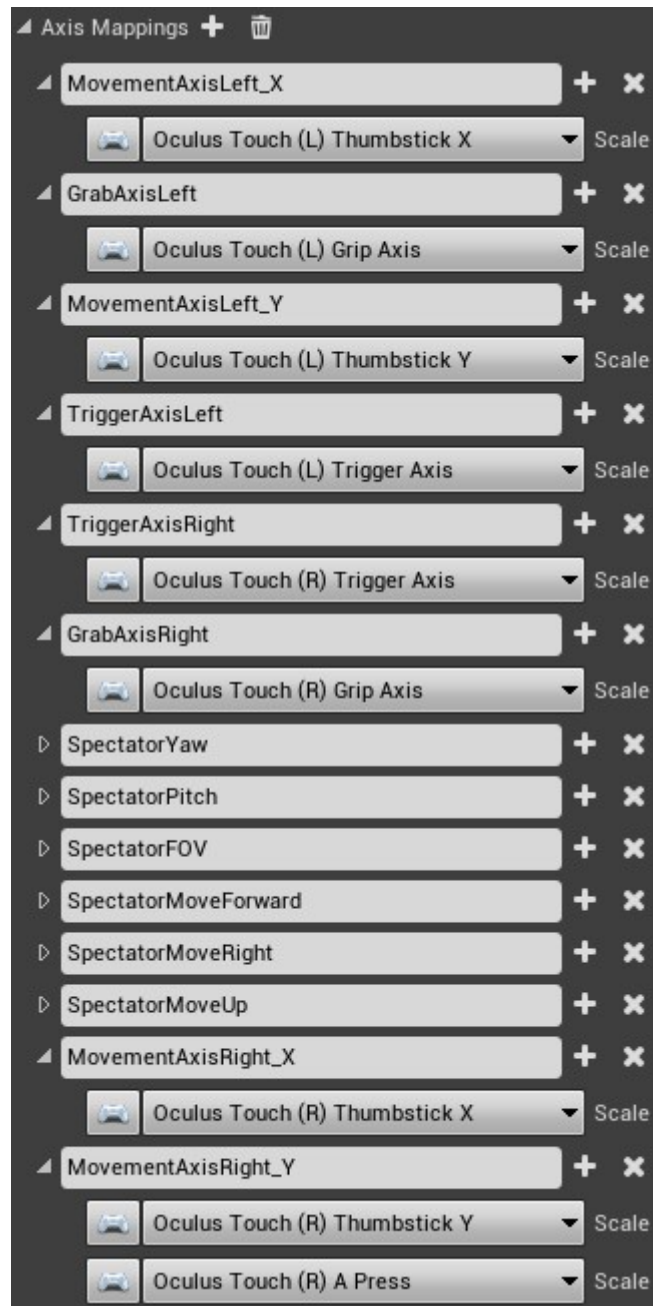 Axis Mappings
MovementAxisLeft_X
Oculus Touch (L) Thumbstick X Scale
GrabAxisLeft
Oculus Touch (L) Grip Axis Scale
MovementAxisLeft_Y
Oculus Touch (L) Thumbstick Y Scale
TriggerAxisLeft
Oculus Touch (L) Trigger Axis Scale
TriggerAxisRight
Oculus Touch (R) Trigger Axis Scale
GrabAxisRight
Oculus Touch (R) Grip Axis Scale
SpectatorYaw
SpectatorPitch
SpectatorFOV
SpectatorMoveForward
SpectatorMoveRight
SpectatorMoveUp
MovementAxisRight_X
Oculus Touch (R) Thumbstick X Scale
MovementAxisRight_Y
Oculus Touch (R) Thumbstick Y Scale
Oculus Touch (R) A Press Scale